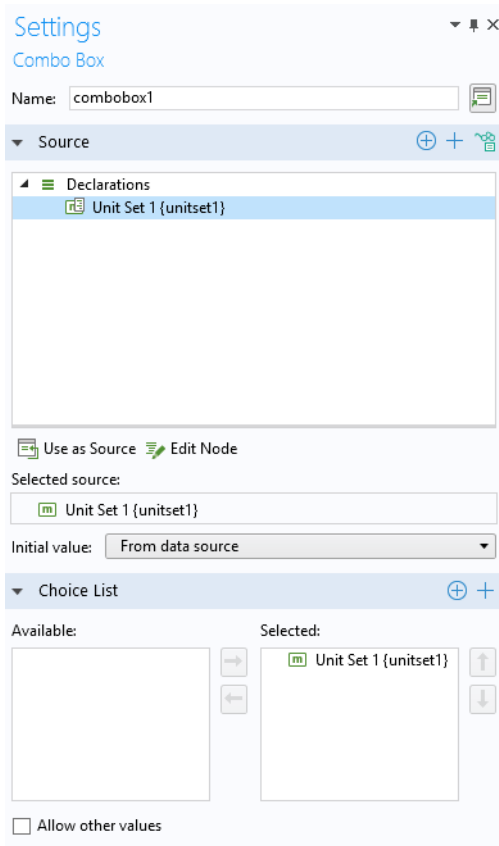 Settings
Combo Box
Name: combobox1
Source
Declarations
Unit Set 1 {unitset1}
Use as Source Edit Node
Selected source:
m Unit Set 1 {unitset1}
Initial value: From data source
Choice List
Available: Selected:
m Unit Set 1 {unitset1}
Allow other values